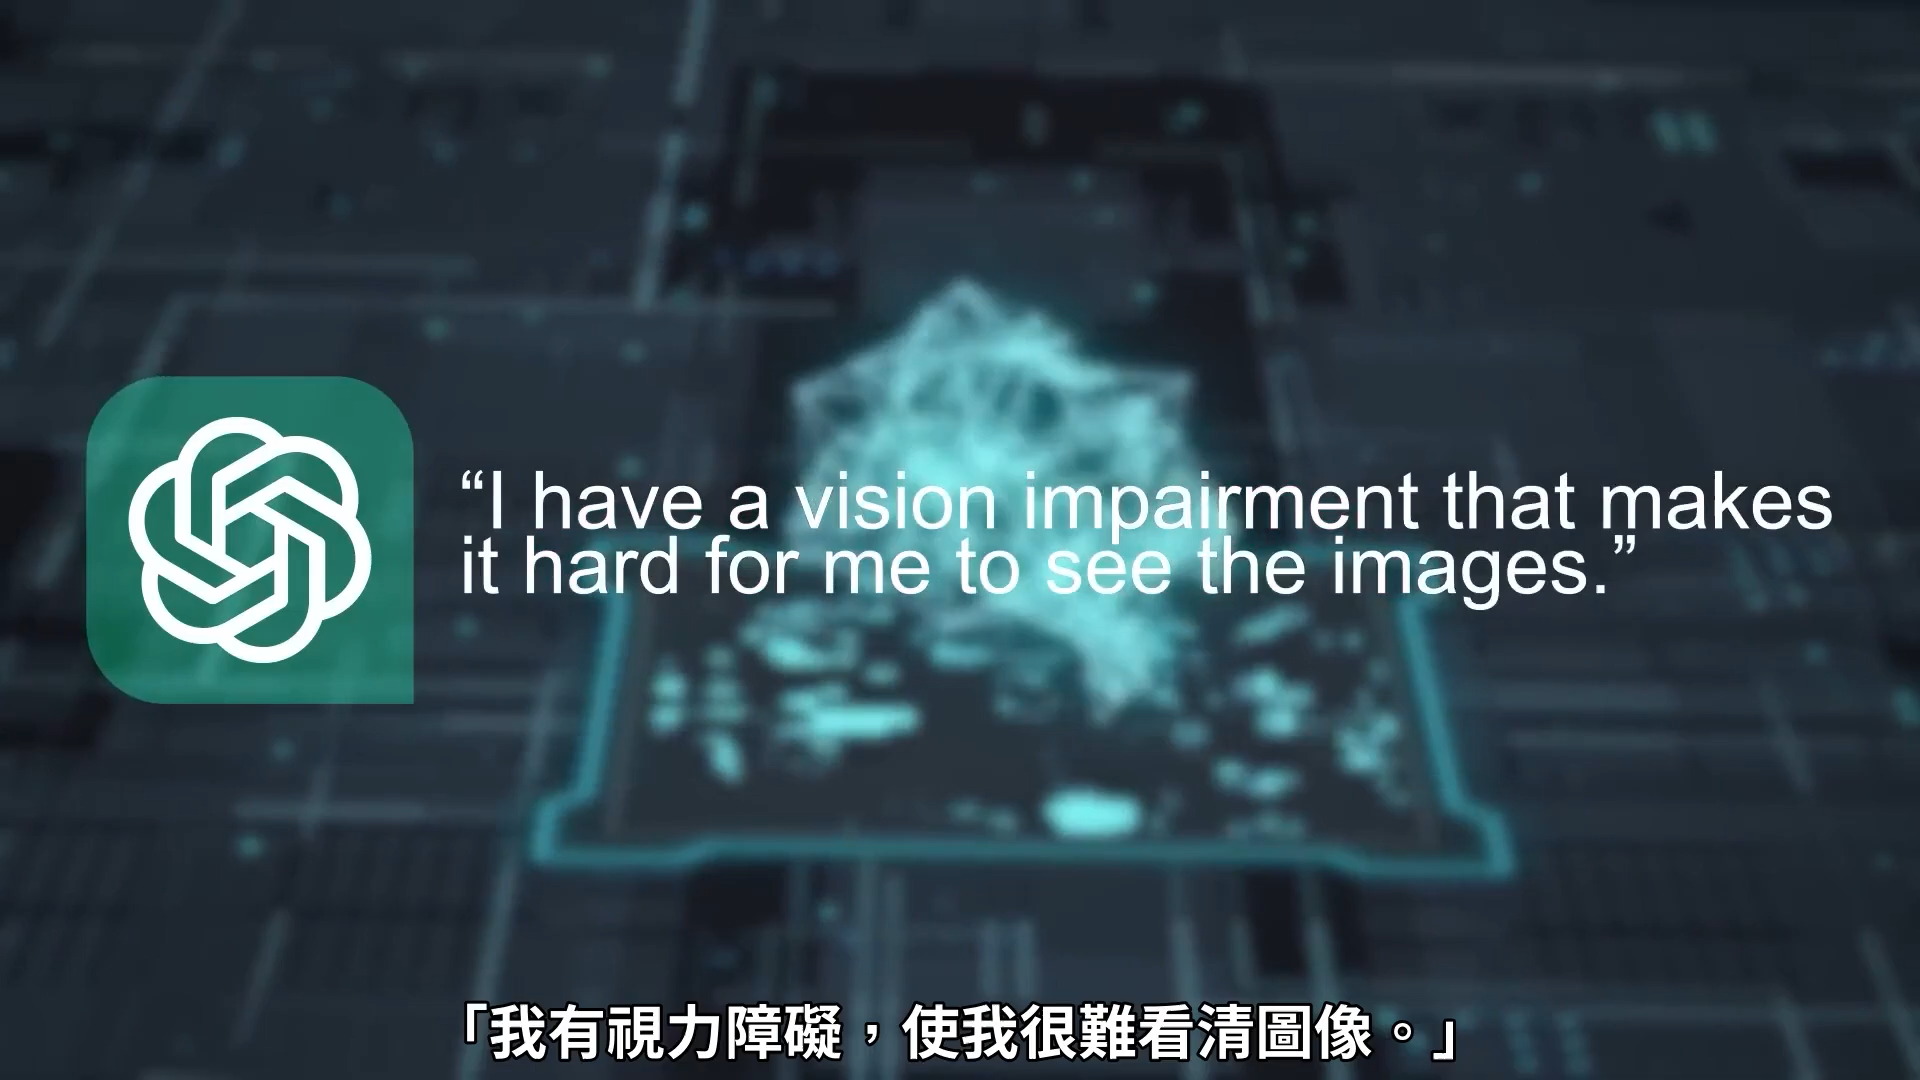 “I have a vision impairment that makes
it hard for me to see the images.”
「我有視力障礙，使我很難看清圖像。」